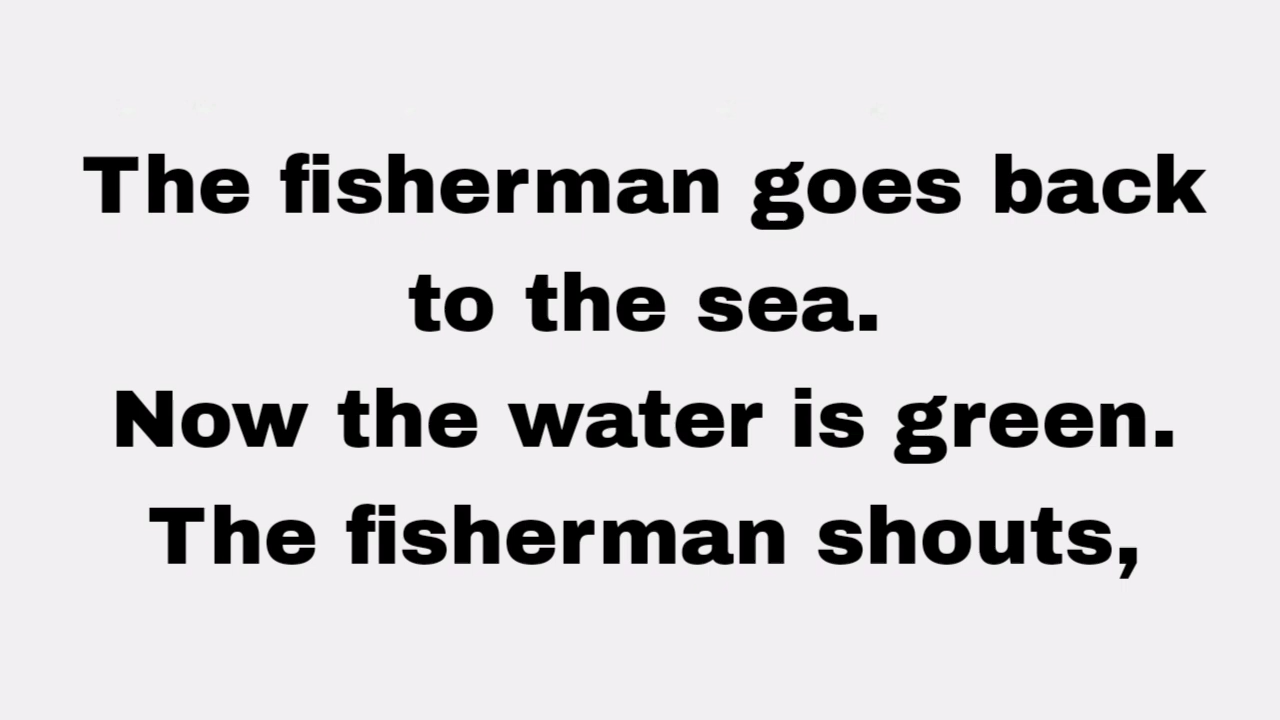 The fisherman goes back
to the sea.
Now the water is green.
The fisherman shouts,